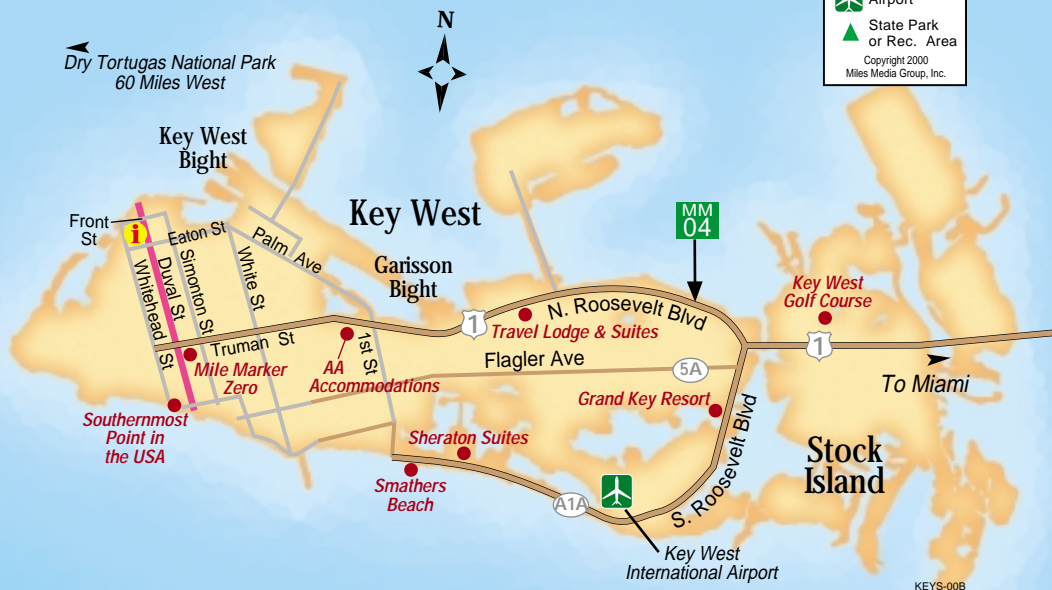 Airport
State Park
or Rec. Area
Copyright 2000
Miles Media Group, Inc.
N
Dry Tortugas National Park
60 Miles West
Key West
Bight
Key West
MM
04
Front
St
i
Eaton St
Palm Ave
Garisson
Bight
Key West
Golf Course
Whitehead St
Duval St
Simonton St
White St
N. Roosevelt Blvd
1
Travel Lodge & Suites
1
Truman St
1st St
Flagler Ave
5A
To Miami
Mile Marker
Zero
AA
Accommodations
Grand Key Resort
Southernmost
Point in
the USA
Sheraton Suites
S. Roosevelt Blvd
Stock
Island
Smathers
Beach
A1A
Key West
International Airport
KEYS-00B